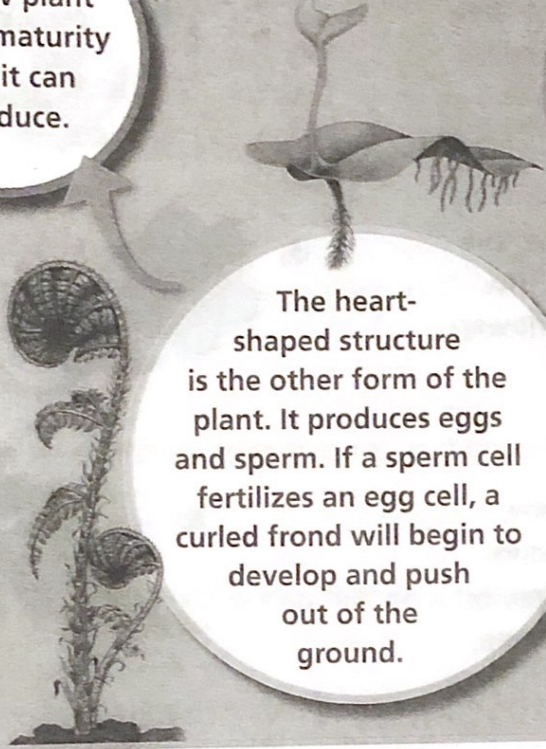 plant
maturity
it can
duce.
The heart-
shaped structure
is the other form of the
plant. It produces eggs
and sperm. If a sperm cell
fertilizes an egg cell, a
curled frond will begin to
develop and push
out of the
ground.